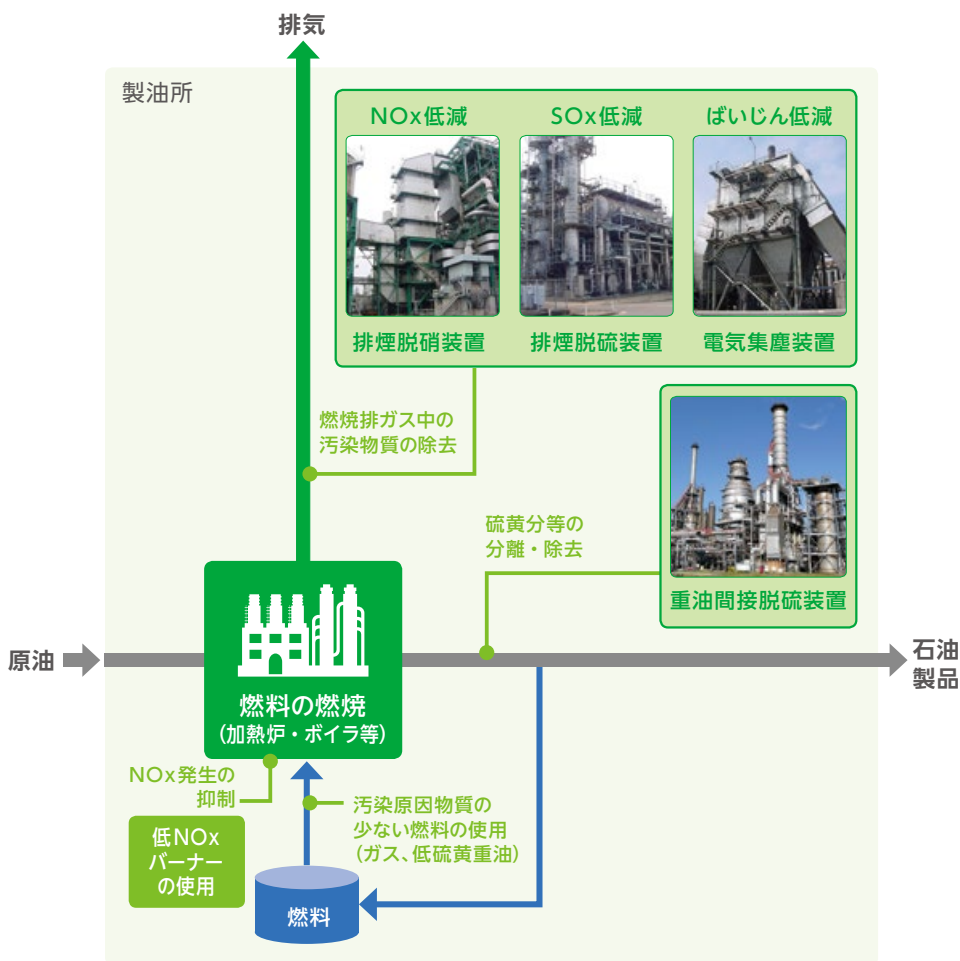 排気
製油所
NOx低減
SOx低減
ばいじん低減
排煙脱硝装置
排煙脱硫装置
電気集塵装置
燃焼排ガス中の
汚染物質の除去
硫黄分等の
分離・除去
重油間接脱硫装置
原油
石油
製品
燃料の燃焼
(加熱炉・ボイラ等)
NOx発生の
抑制
低NOx
バーナー
の使用
汚染原因物質の
少ない燃料の使用
(ガス、低硫黄重油)
燃料